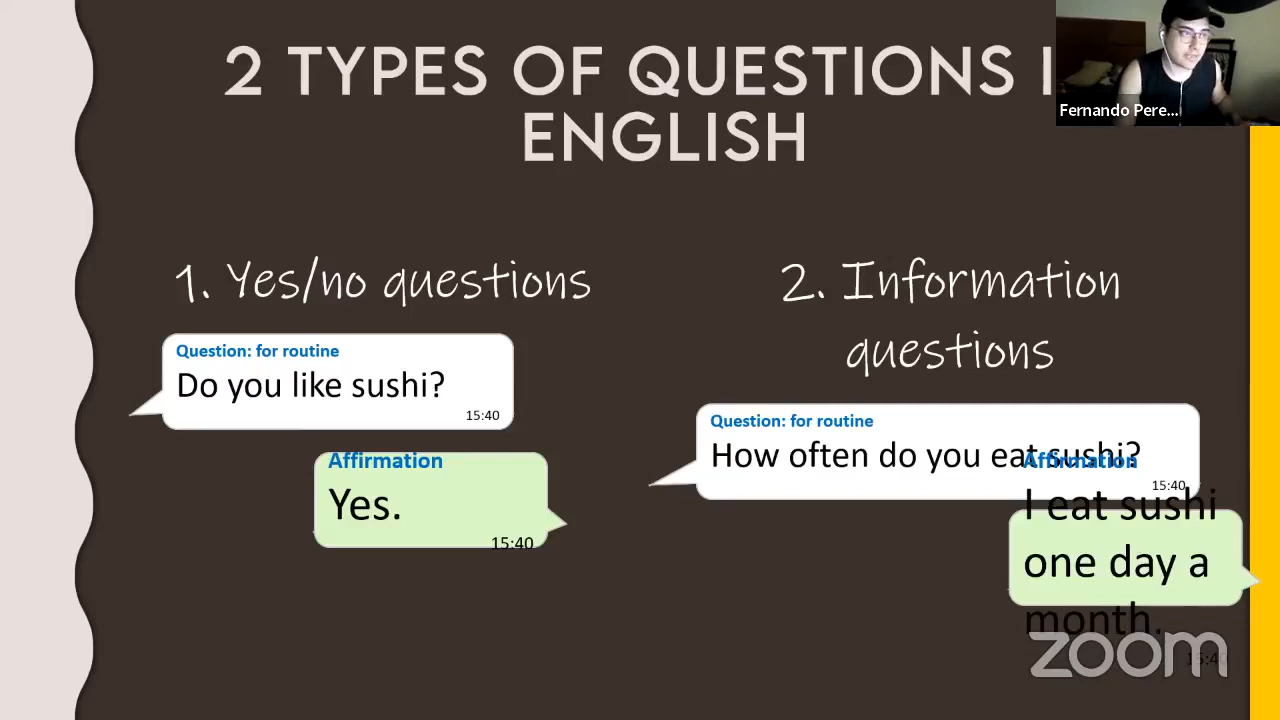 2 TYPES OF QUESTIONS I
ENGLISH
Fernando Pere...
1. Yes/no questions
Question: for routine
Do you like sushi?
15:40
Affirmation
Yes.
15:40
2. Information
questions
Question: for routine
How often do you eat sushi?
15:40
Affirmation
I eat sushi
one day a
month.
15:40
zoom